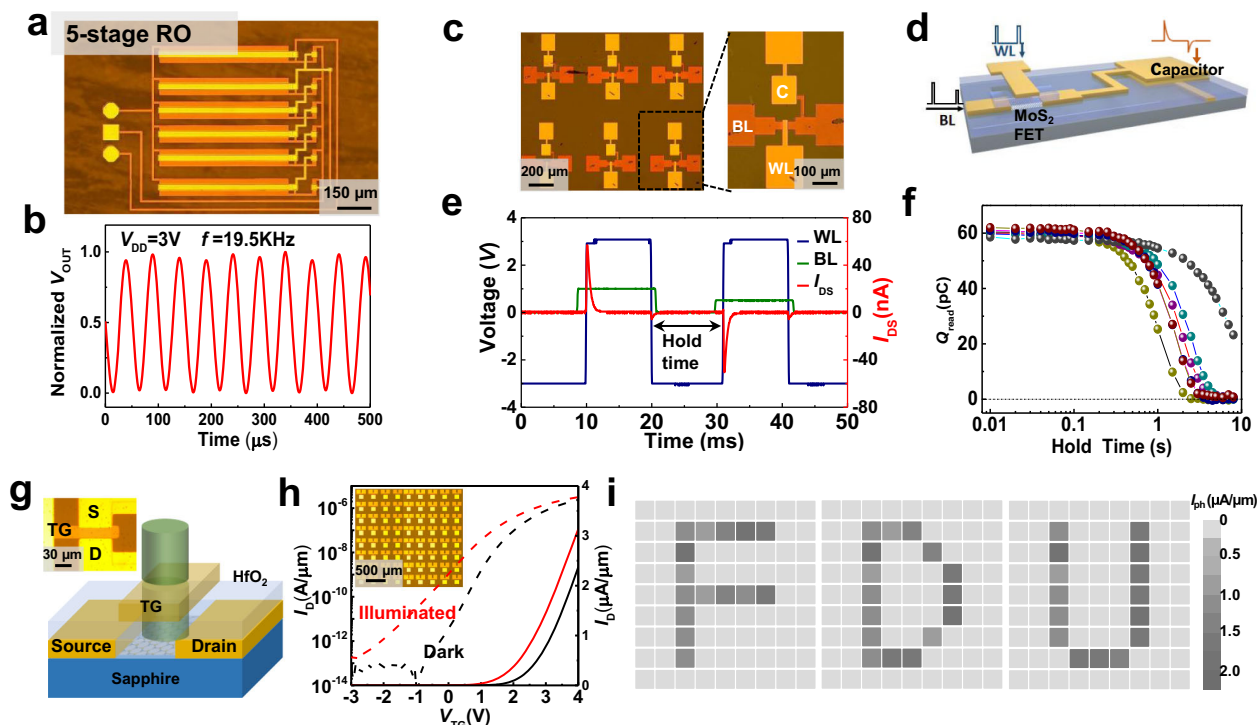 a
5-stage RO
150 μm
b
V_DD=3V f=19.5KHz
Normalized V_OUT
1.0
0.5
0.0
0 100 200 300 400 500
Time (μs)
c
C
BL
WL
200 μm
100 μm
d
WL
BL
MoS₂
FET
Capacitor
e
Voltage (V)
4
3
2
1
0
-1
-2
-3
-4
WL
BL
I_DS
Hold
time
80
40
0
-40
-80
I_DS(nA)
0 10 20 30 40 50
Time (ms)
f
Q_read (pC)
60
40
20
0
0.01 0.1 1 10
Hold Time (s)
g
TG
S
D
30 μm
HfO₂
TG
Source
Drain
Sapphire
h
I_D(A/μm)
10⁻⁶
10⁻⁸
10⁻¹⁰
10⁻¹²
10⁻¹⁴
500 μm
Illuminated
Dark
4
3
2
1
0
I_D(μA/μm)
-3 -2 -1 0 1 2 3 4
V_TG(V)
i
I_ph(μA/μm)
0
0.5
1.0
1.5
2.0